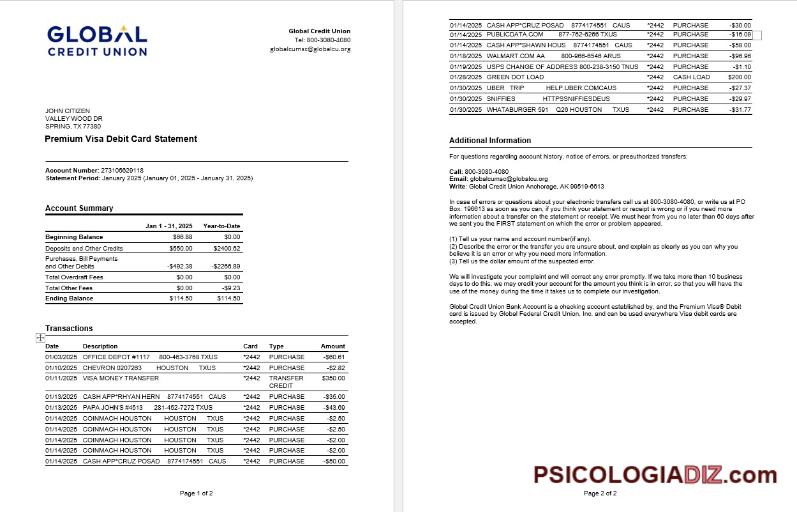 GLOBAL
CREDIT UNION
Global Credit Union
Tel: 800-3080-4080
globalcumsc@globalcu.org
JOHN CITIZEN
VALLEY WOOD DR
SPRING, TX 77380
Premium Visa Debit Card Statement
Account Number: 273106629118
Statement Period: January 2025 (January 01, 2025 - January 31, 2025)
Account Summary
Jan 1 - 31, 2025 Year-to-Date
Beginning Balance $66.88 $0.00
Deposits and Other Credits $550.00 $2400.62
Purchases, Bill Payments
and Other Debits -$492.38 -$2266.89
Total Overdraft Fees $0.00 $0.00
Total Other Fees $0.00 -$9.23
Ending Balance $114.50 $114.50
Transactions
Date Description Card Type Amount
01/03/2025 OFFICE DEPOT #1117 800-463-3768 TXUS *2442 PURCHASE -$60.61
01/10/2025 CHEVRON 0207263 HOUSTON TXUS *2442 PURCHASE -$2.82
01/11/2025 VISA MONEY TRANSFER *2442 TRANSFER CREDIT $350.00
01/13/2025 CASH APP*RHYAN HERN 8774174551 CAUS *2442 PURCHASE -$35.00
01/13/2025 PAPA JOHN'S #4513 281-452-7272 TXUS *2442 PURCHASE -$43.69
01/14/2025 COINMACH HOUSTON HOUSTON TXUS *2442 PURCHASE -$2.50
01/14/2025 COINMACH HOUSTON HOUSTON TXUS *2442 PURCHASE -$2.50
01/14/2025 COINMACH HOUSTON HOUSTON TXUS *2442 PURCHASE -$2.00
01/14/2025 COINMACH HOUSTON HOUSTON TXUS *2442 PURCHASE -$2.00
01/14/2025 CASH APP*CRUZ POSAD 8774174551 CAUS *2442 PURCHASE -$50.00
Page 1 of 2
01/14/2025 CASH APP*CRUZ POSAD 8774174551 CAUS *2442 PURCHASE -$30.00
01/14/2025 PUBLICDATA.COM 877-762-6266 TXUS *2442 PURCHASE -$16.09
01/14/2025 CASH APP*SHAWN HOUS 8774174551 CAUS *2442 PURCHASE -$58.00
01/18/2025 WALMART.COM AA 800-966-6546 ARUS *2442 PURCHASE -$96.96
01/19/2025 USPS CHANGE OF ADDRESS 800-238-3150 TNUS *2442 PURCHASE -$1.10
01/28/2025 GREEN DOT LOAD *2442 CASH LOAD $200.00
01/30/2025 UBER TRIP HELP.UBER.COMCAUS *2442 PURCHASE -$27.37
01/30/2025 SNIFFIES HTTPSSNIFFIESDEUS *2442 PURCHASE -$29.97
01/30/2025 WHATABURGER 591 Q26 HOUSTON TXUS *2442 PURCHASE -$31.77
Additional Information
For questions regarding account history, notice of errors, or preauthorized transfers:
Call: 800-3080-4080
Email: globalcumsc@globalcu.org
Write: Global Credit Union Anchorage, AK 99519-6613
In case of errors or questions about your electronic transfers call us at 800-3080-4080, or write us at PO
Box. 196613 as soon as you can, if you think your statement or receipt is wrong or if you need more
information about a transfer on the statement or receipt. We must hear from you no later than 60 days after
we sent you the FIRST statement on which the error or problem appeared.
(1) Tell us your name and account number(if any).
(2) Describe the error or the transfer you are unsure about, and explain as clearly as you can why you
believe it is an error or why you need more information.
(3) Tell us the dollar amount of the suspected error.
We will investigate your complaint and will correct any error promptly. If we take more than 10 business
days to do this, we may credit your account for the amount you think is in error, so that you will have the
use of the money during the time it takes us to complete our investigation.
Global Credit Union Bank Account is a checking account established by, and the Premium Visa® Debit
card is issued by Global Federal Credit Union, Inc. and can be used everywhere Visa debit cards are
accepted.
PSICOLOGIADIZ.com
Page 2 of 2